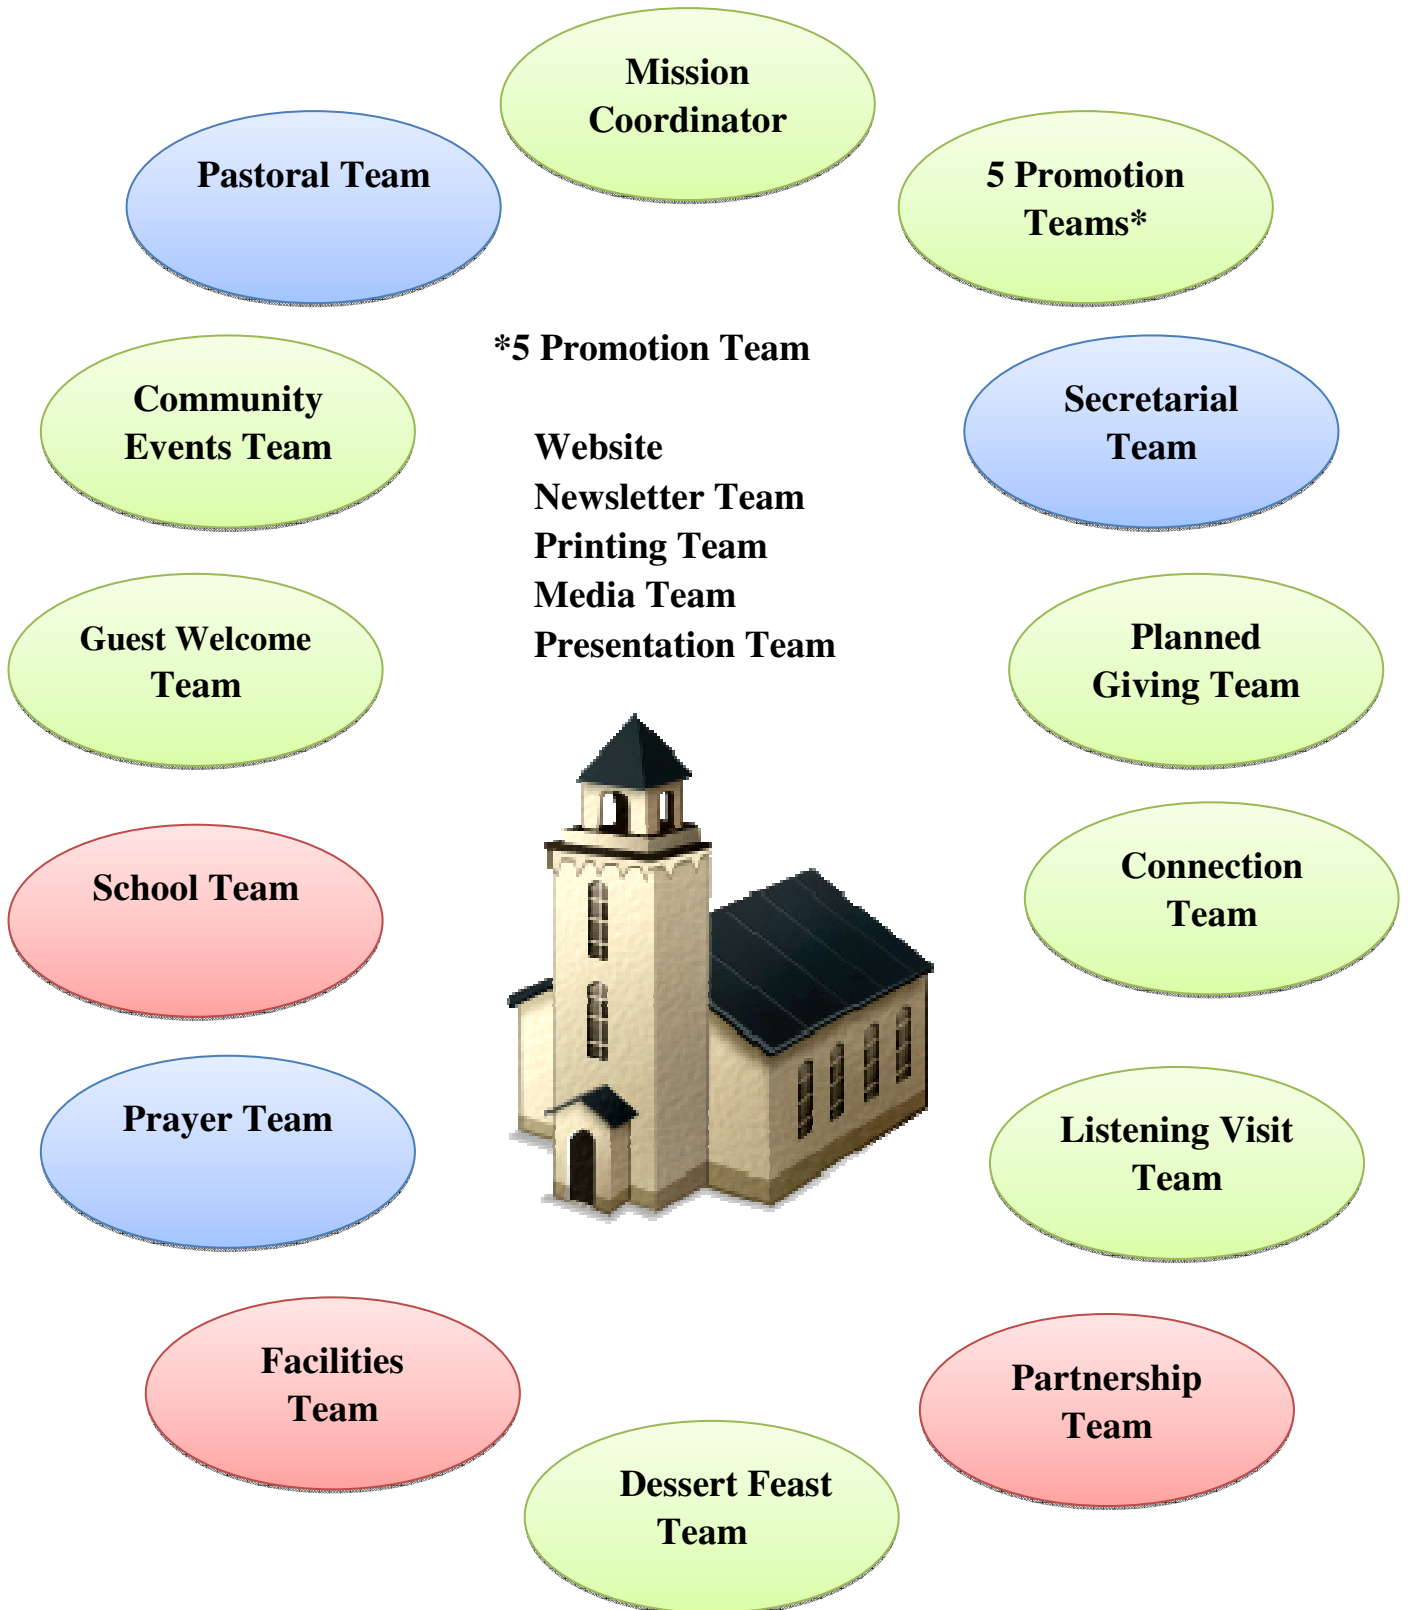 Mission
Coordinator
Pastoral Team
5 Promotion
Teams*
*5 Promotion Team
Community
Events Team
Secretarial
Team
Website
Newsletter Team
Printing Team
Media Team
Presentation Team
Guest Welcome
Team
Planned
Giving Team
School Team
Connection
Team
Prayer Team
Listening Visit
Team
Facilities
Team
Partnership
Team
Dessert Feast
Team